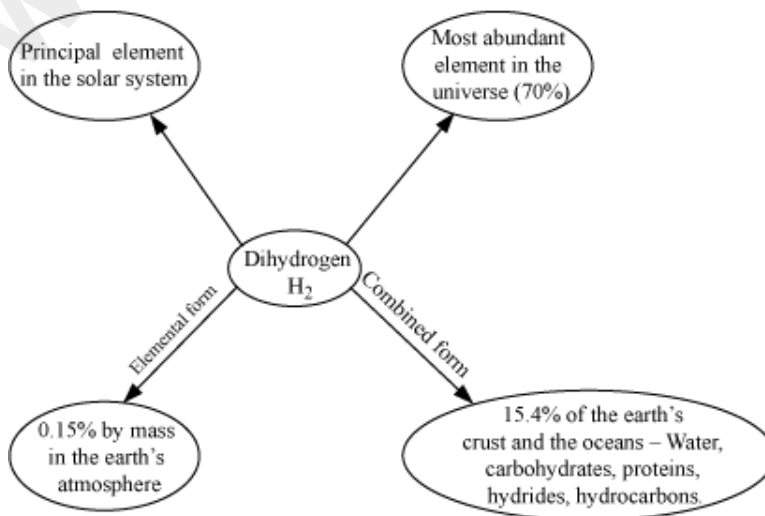 Principal element
in the solar system
Most abundant
element in the
universe (70%)
Dihydrogen
H₂
Elemental form
Combined form
0.15% by mass
in the earth's
atmosphere
15.4% of the earth's
crust and the oceans – Water,
carbohydrates, proteins,
hydrides, hydrocarbons.